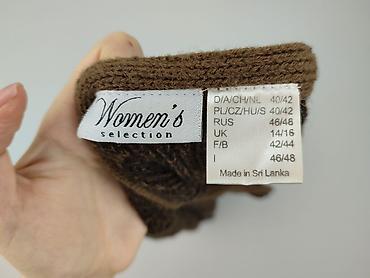 Women's
selection
D/A/CH/NL 40/42
PL/CZ/HU/S 40/42
RUS 46/48
UK 14/16
F/B 42/44
I 46/48
Made in Sri Lanka